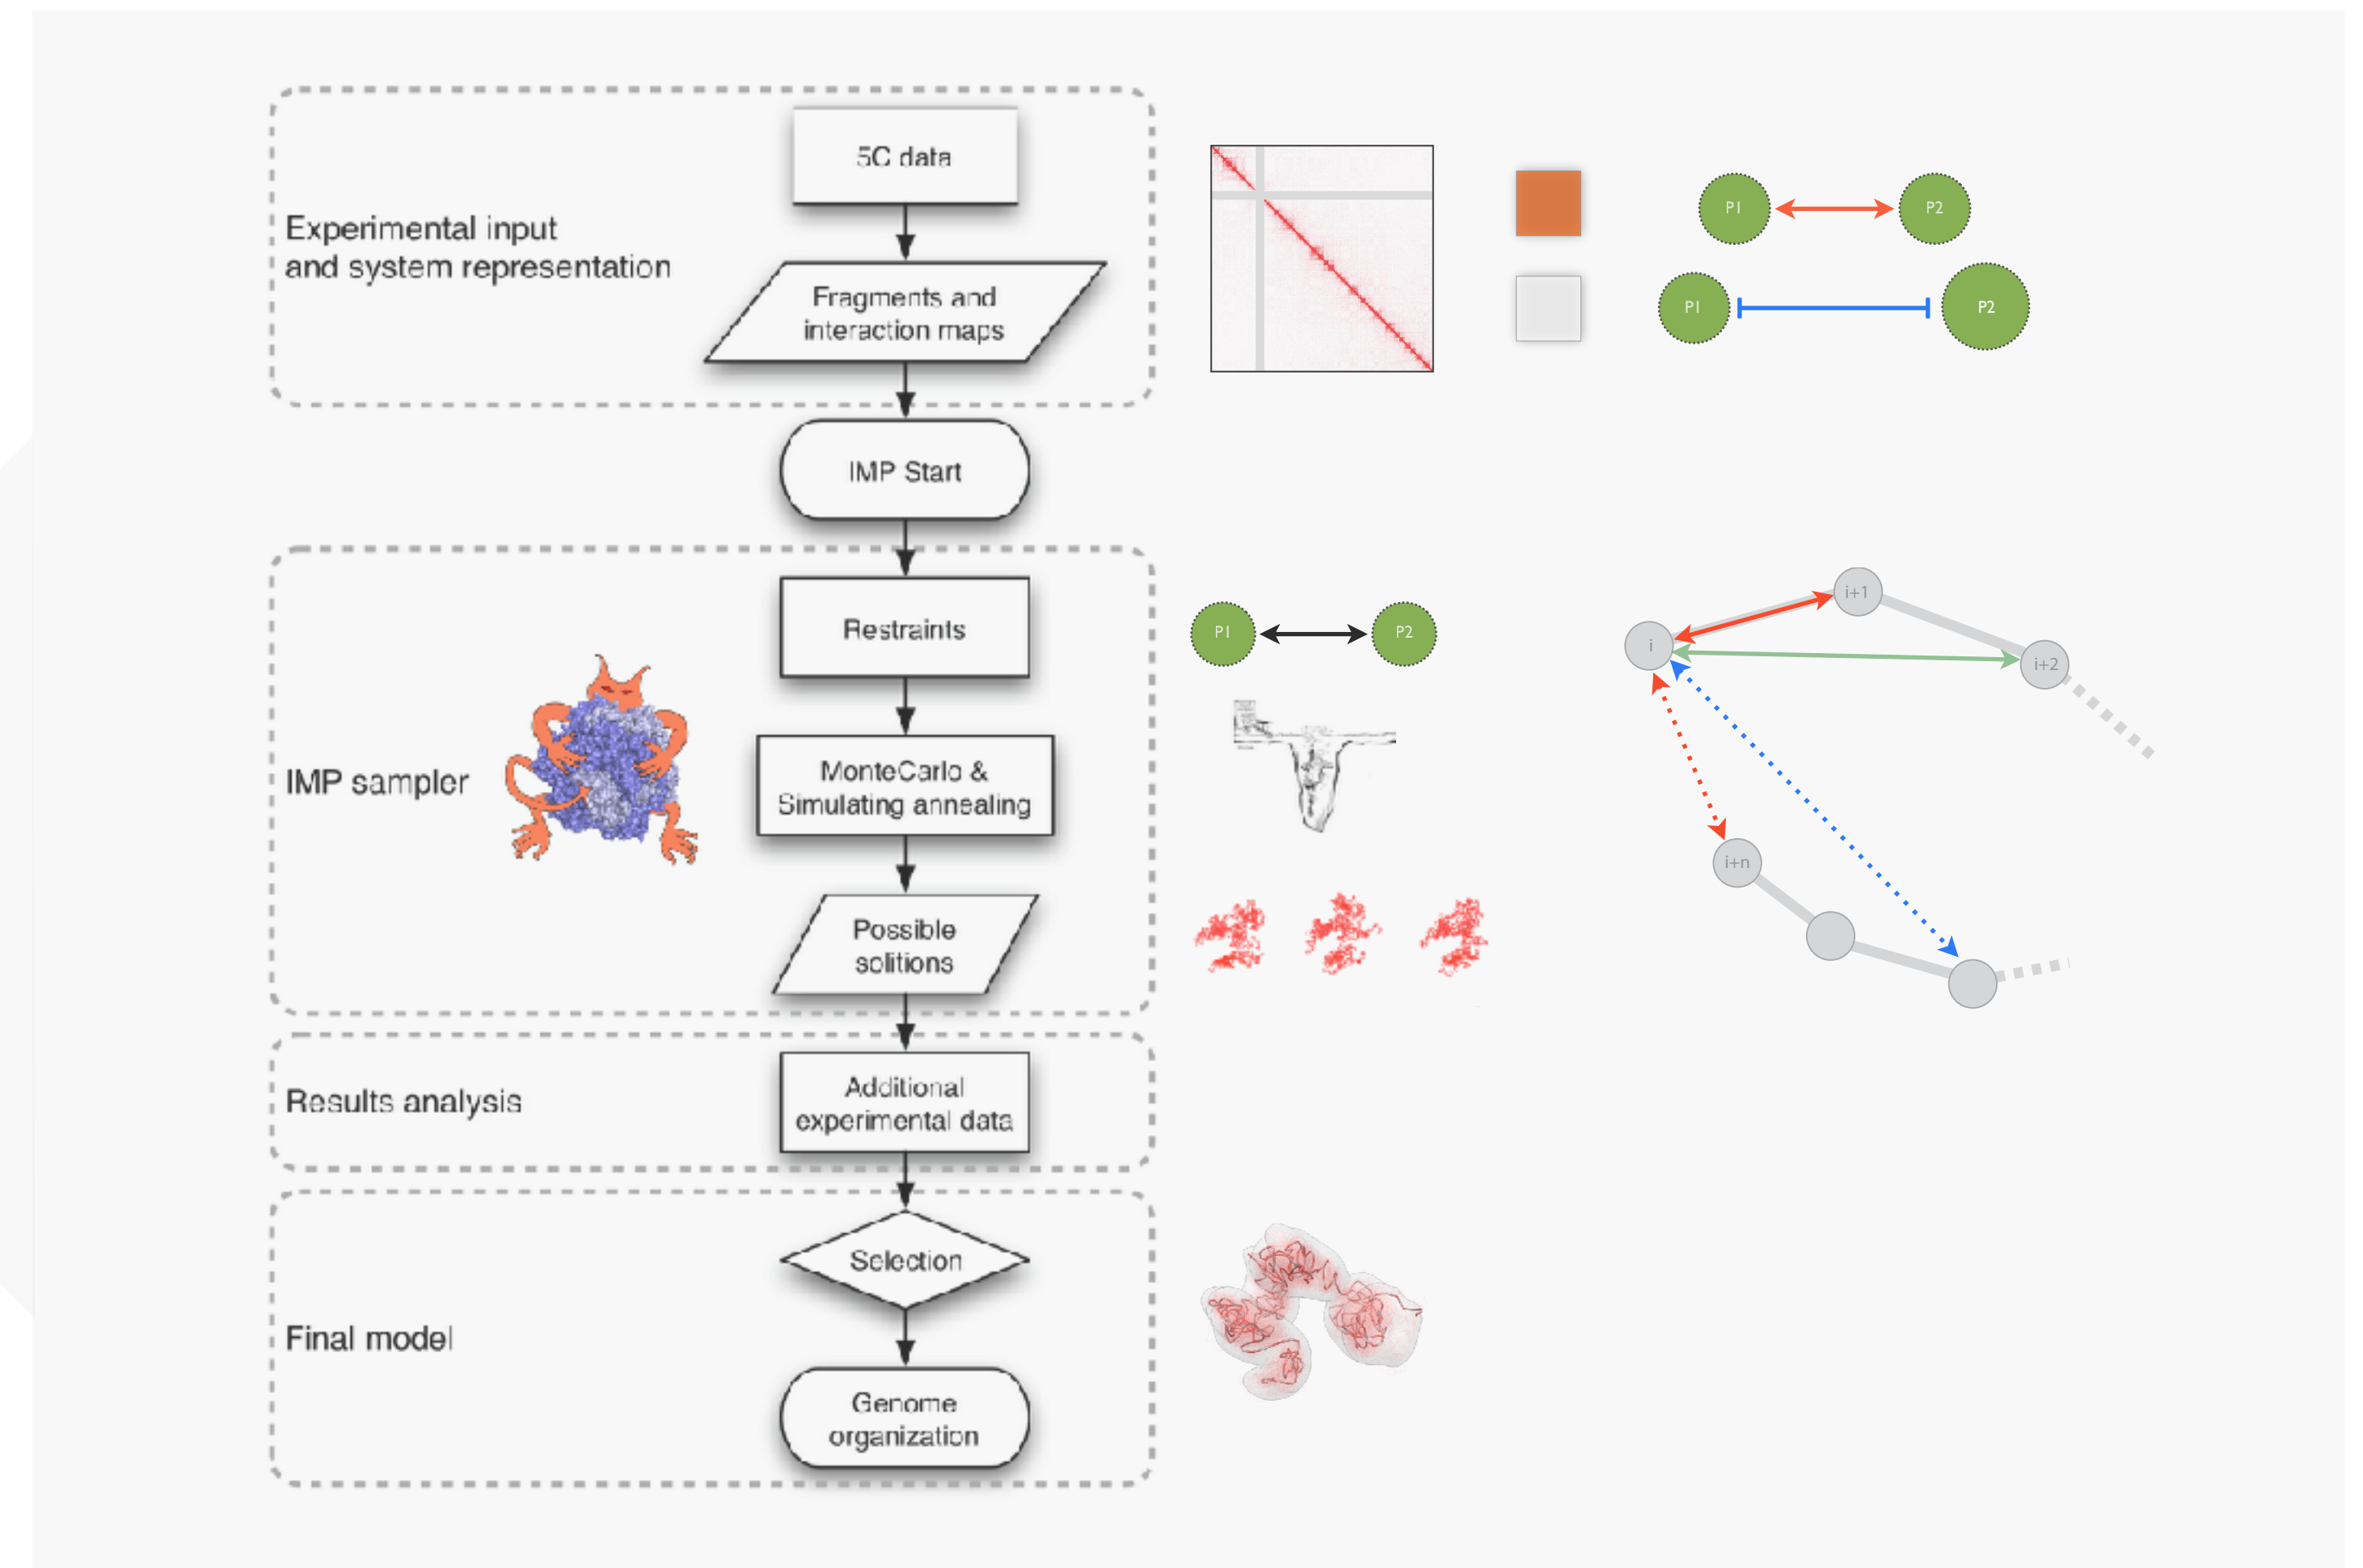 5C data
Experimental input
and system representation
Fragments and
interaction maps
P1
P2
P1
P2
IMP Start
Restraints
P1
P2
i
i+1
i+2
i+n
IMP sampler
MonteCarlo &
Simulating annealing
Possible
solitions
Results analysis
Additional
experimental data
Selection
Final model
Genome
organization